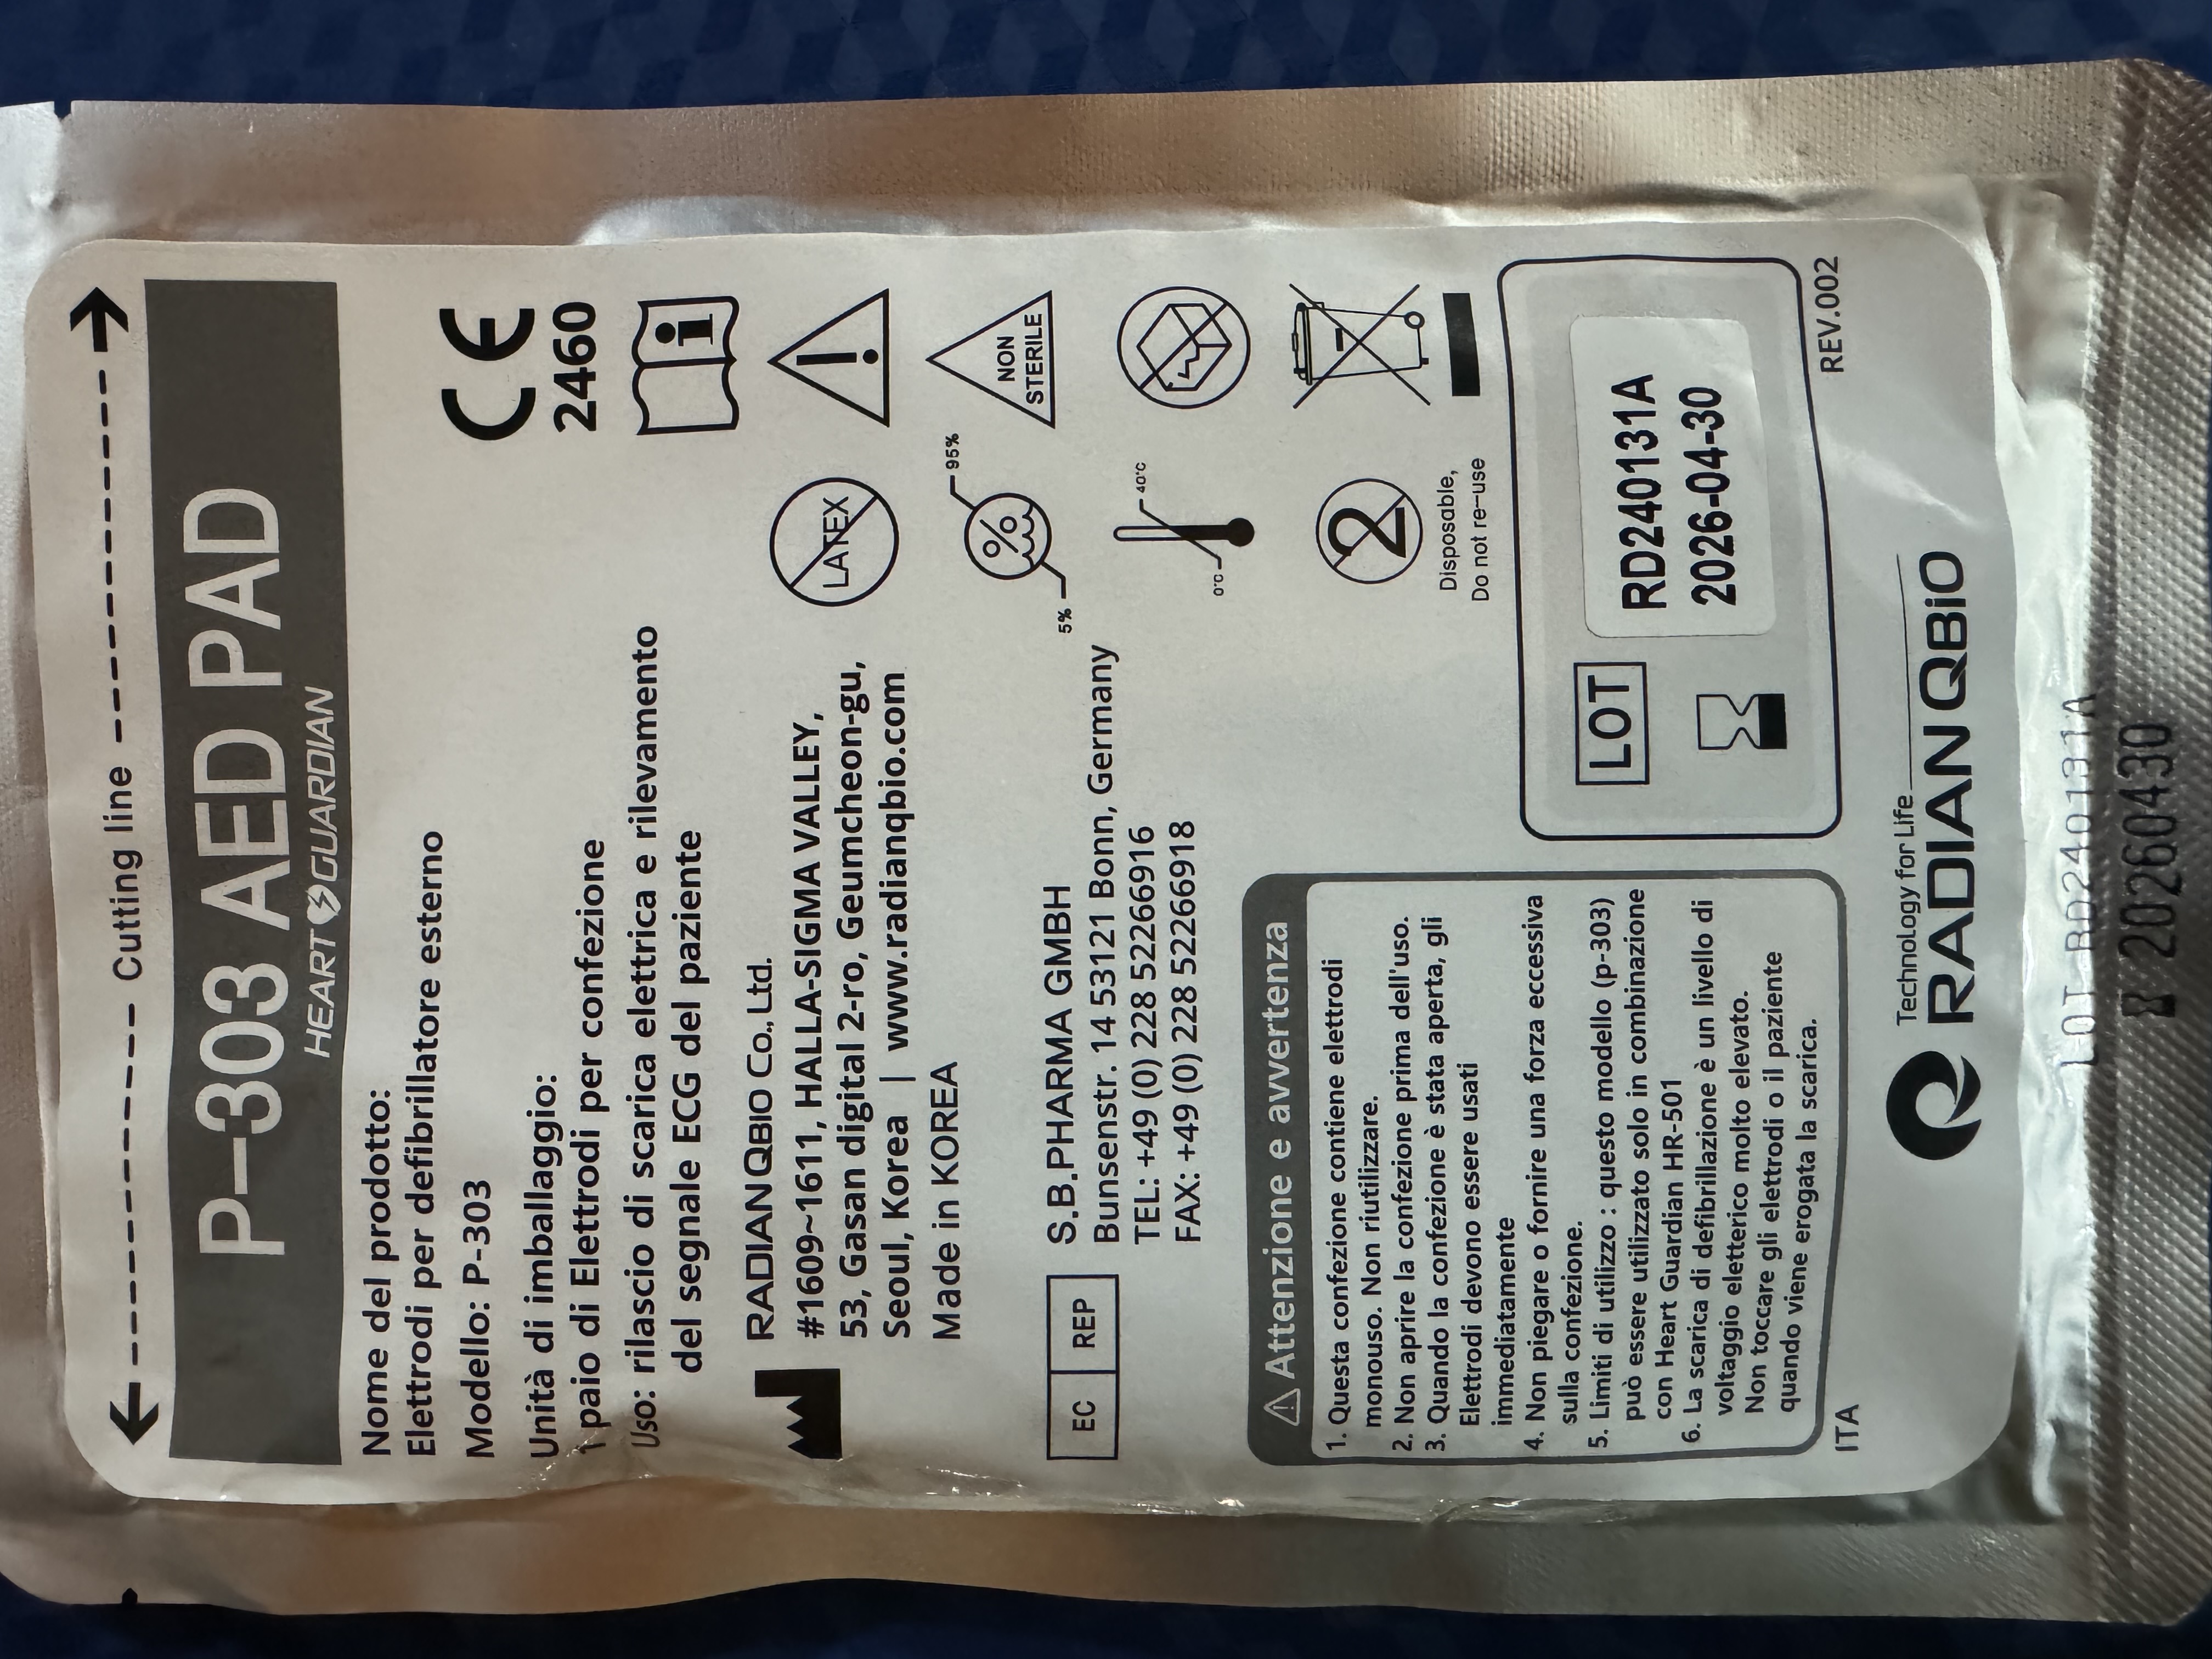 Cutting line
P-303 AED PAD
HEART GUARDIAN
Nome del prodotto:
Elettrodi per defibrillatore esterno
Modello: P-303
Unità di imballaggio:
1 paio di Elettrodi per confezione
Uso: rilascio di scarica elettrica e rilevamento
del segnale ECG del paziente
CE
2460
RADIANQBIO Co., Ltd.
#1609~1611, HALLA-SIGMA VALLEY,
53, Gasan digital 2-ro, Geumcheon-gu,
Seoul, Korea | www.radianqbio.com
Made in KOREA
LATEX
5% 95%
NON
STERILE
EC REP
S.B.PHARMA GMBH
Bunsenstr. 14 53121 Bonn, Germany
TEL: +49 (0) 228 522666916
FAX: +49 (0) 228 522666918
0°C 40°C
2
Disposable,
Do not re-use
Attenzione e avvertenza
1. Questa confezione contiene elettrodi
monouso. Non riutilizzare.
2. Non aprire la confezione prima dell'uso.
3. Quando la confezione è stata aperta, gli
Elettrodi devono essere usati
immediatamente
4. Non piegare o fornire una forza eccessiva
sulla confezione.
5. Limiti di utilizzo : questo modello (p-303)
può essere utilizzato solo in combinazione
con Heart Guardian HR-501
6. La scarica di defibrillazione è un livello di
voltaggio eletterico molto elevato.
Non toccare gli elettrodi o il paziente
quando viene erogata la scarica.
LOT RD240131A
2026-04-30
ITA
REV.002
Technology for Life
RADIANQBIO
LOT RD240131A
20260430